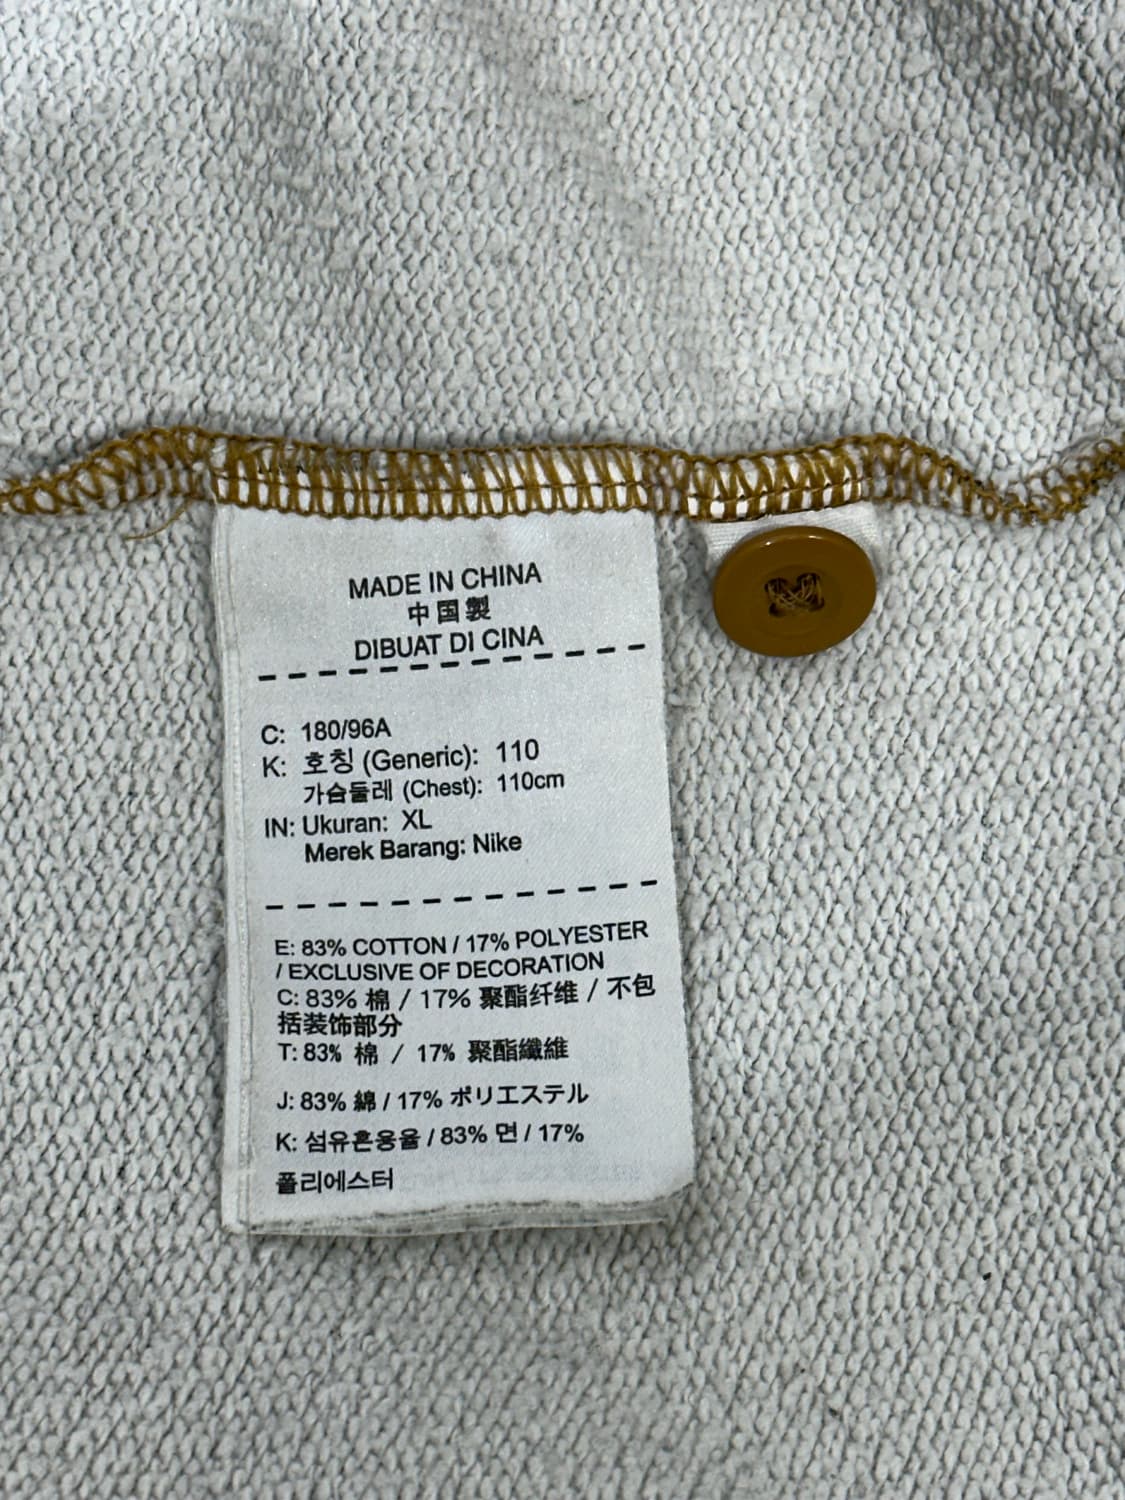 MADE IN CHINA
中国製
DIBUAT DI CINA
C: 180/96A
K: 호칭 (Generic): 110
가슴둘레 (Chest): 110cm
IN: Ukuran: XL
Merek Barang: Nike
E: 83% COTTON / 17% POLYESTER
/ EXCLUSIVE OF DECORATION
C: 83% 棉 / 17% 聚酯纤维 / 不包
括装饰部分
T: 83% 棉 / 17% 聚酯纖維
J: 83% 綿 / 17% ポリエステル
K: 섬유혼용율 / 83% 면 / 17%
폴리에스터